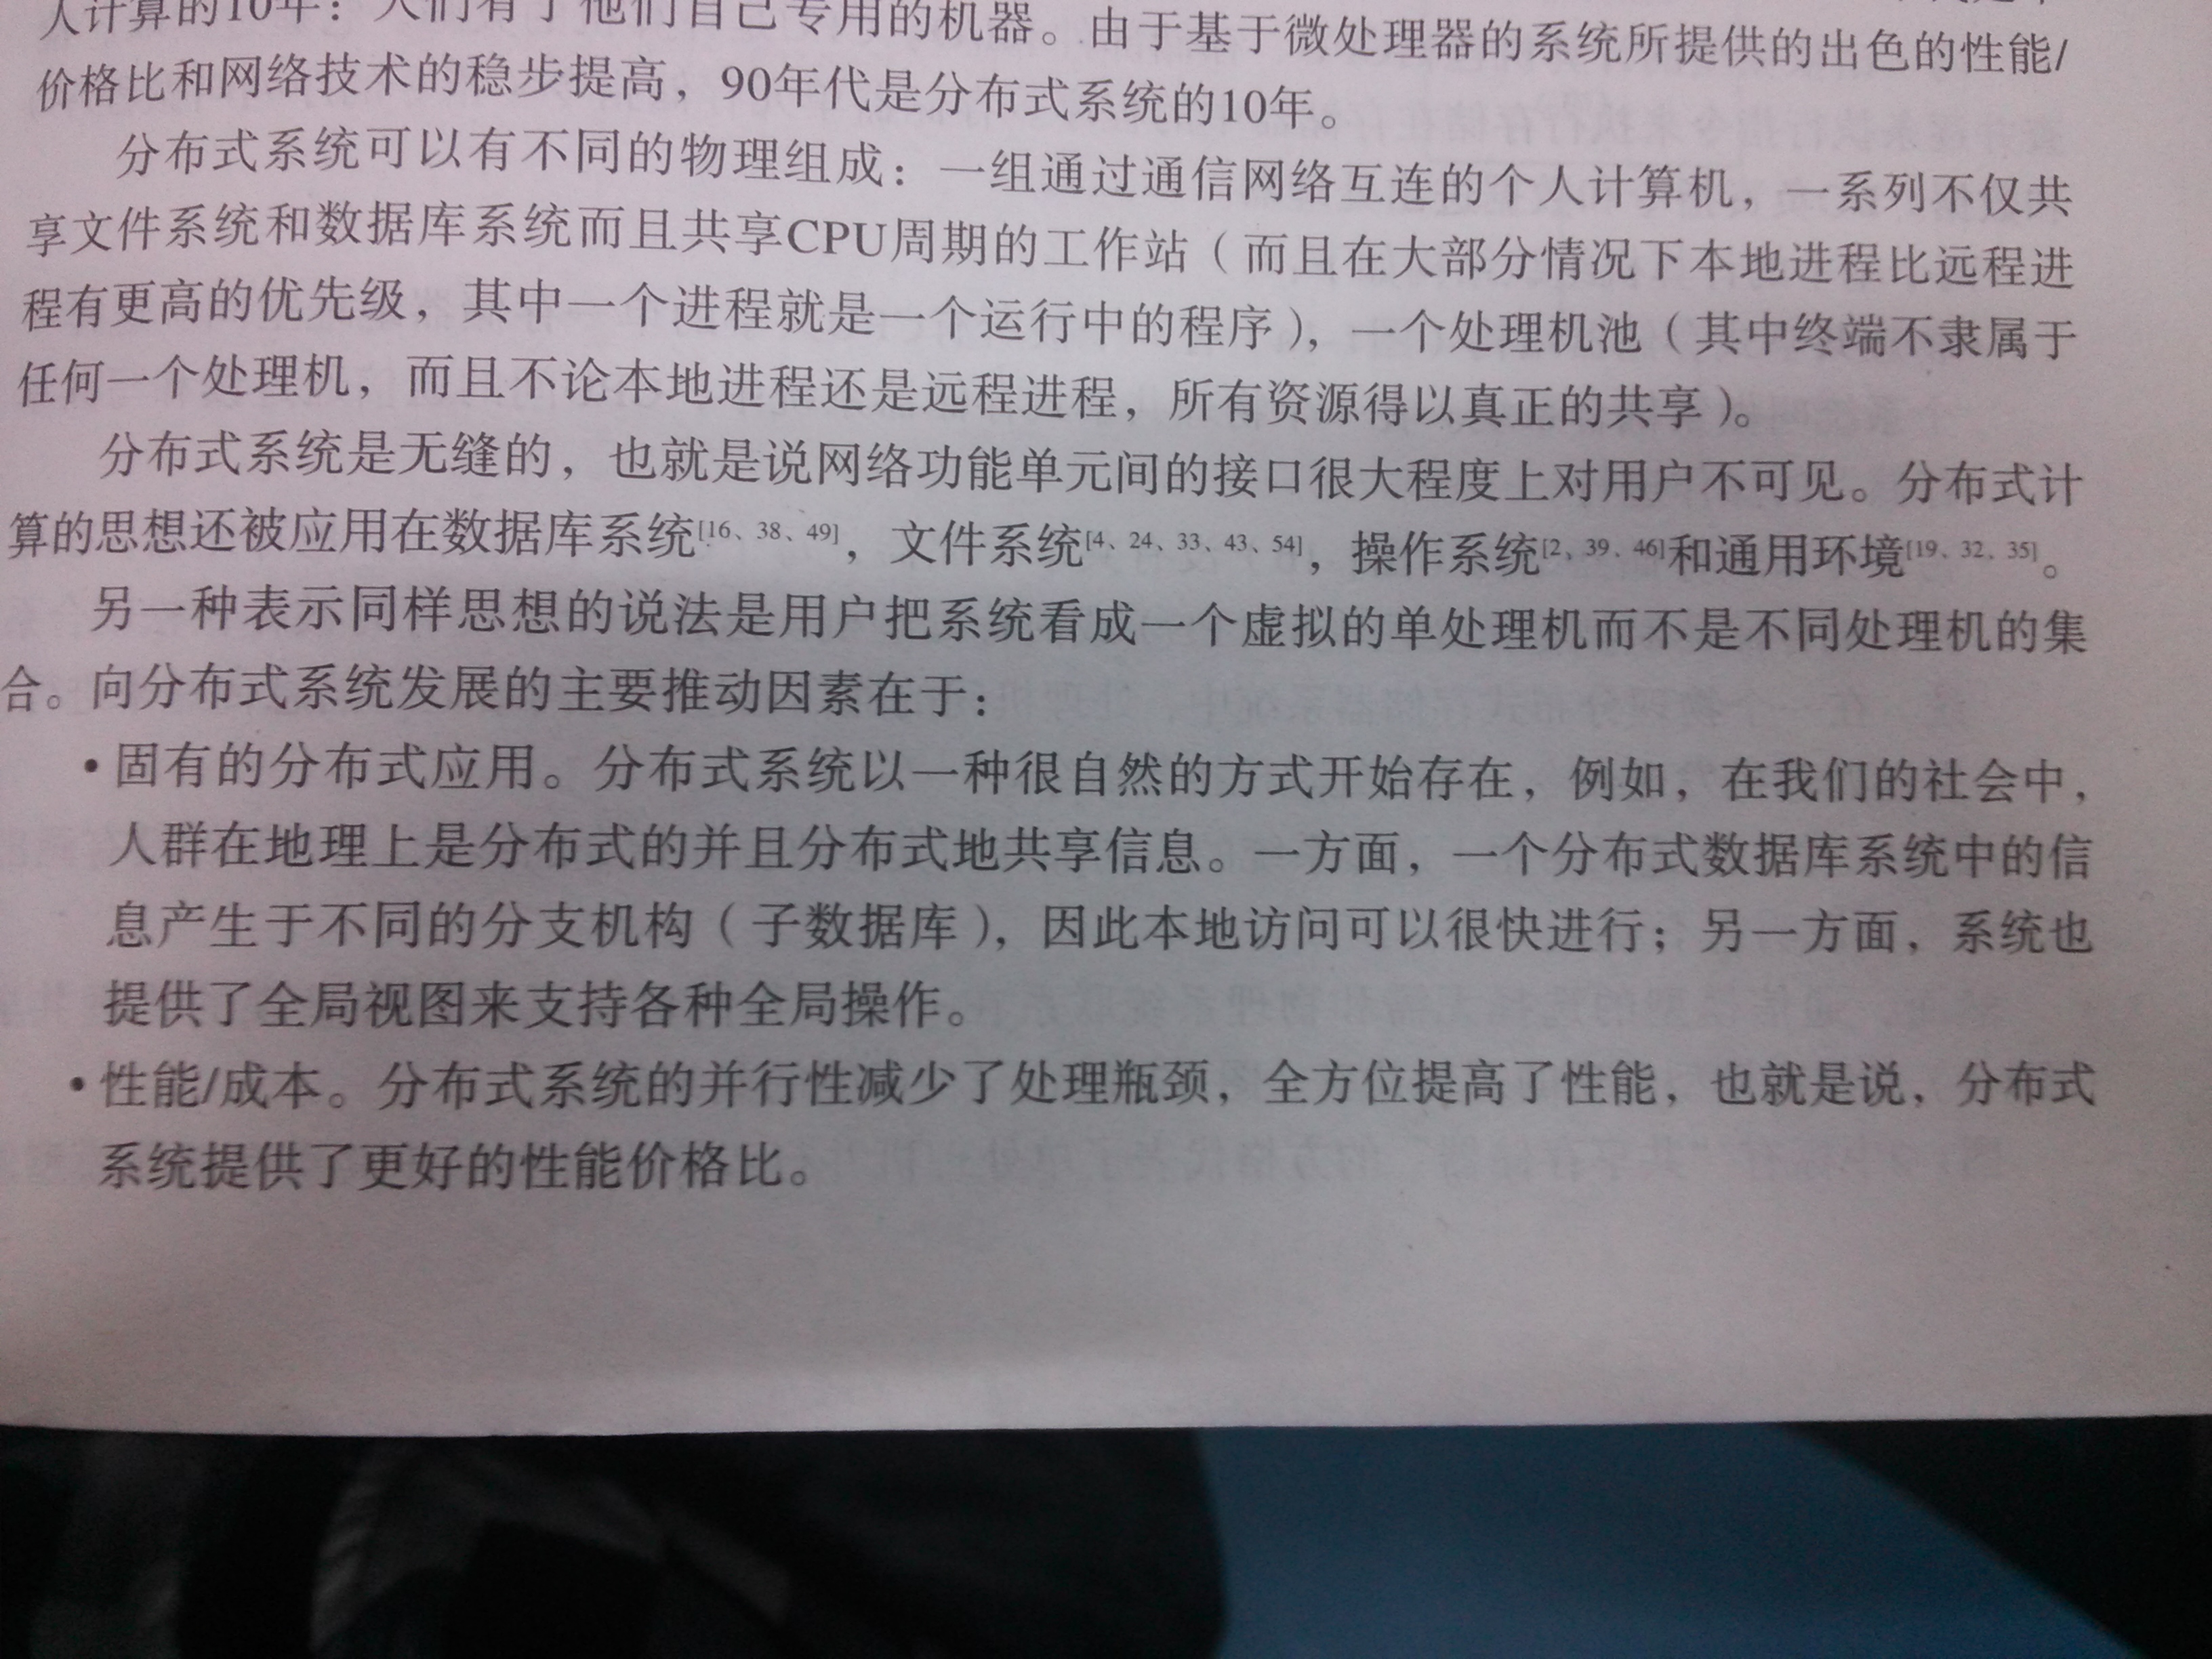 人计算的10年：人们有了他们自己专用的机器。由于基于微处理器的系统所提供的出色的性能/
价格比和网络技术的稳步提高，90年代是分布式系统的10年。
分布式系统可以有不同的物理组成：一组通过通信网络互连的个人计算机，一系列不仅共
享文件系统和数据库系统而且共享CPU周期的工作站（而且在大部分情况下本地进程比远程进
程有更高的优先级，其中一个进程就是一个运行中的程序），一个处理机池（其中终端不隶属于
任何一个处理机，而且不论本地进程还是远程进程，所有资源得以真正的共享）。
分布式系统是无缝的，也就是说网络功能单元间的接口很大程度上对用户不可见。分布式计
算的思想还被应用在数据库系统[16、38、49]，文件系统[4、24、33、43、54]，操作系统[2、39、46]和通用环境[19、32、35]。
另一种表示同样思想的说法是用户把系统看成一个虚拟的单处理机而不是不同处理机的集
合。向分布式系统发展的主要推动因素在于：
•固有的分布式应用。分布式系统以一种很自然的方式开始存在，例如，在我们的社会中，
人群在地理上是分布式的并且分布式地共享信息。一方面，一个分布式数据库系统中的信
息产生于不同的分支机构（子数据库），因此本地访问可以很快进行；另一方面，系统也
提供了全局视图来支持各种全局操作。
•性能/成本。分布式系统的并行性减少了处理瓶颈，全方位提高了性能，也就是说，分布式
系统提供了更好的性能价格比。